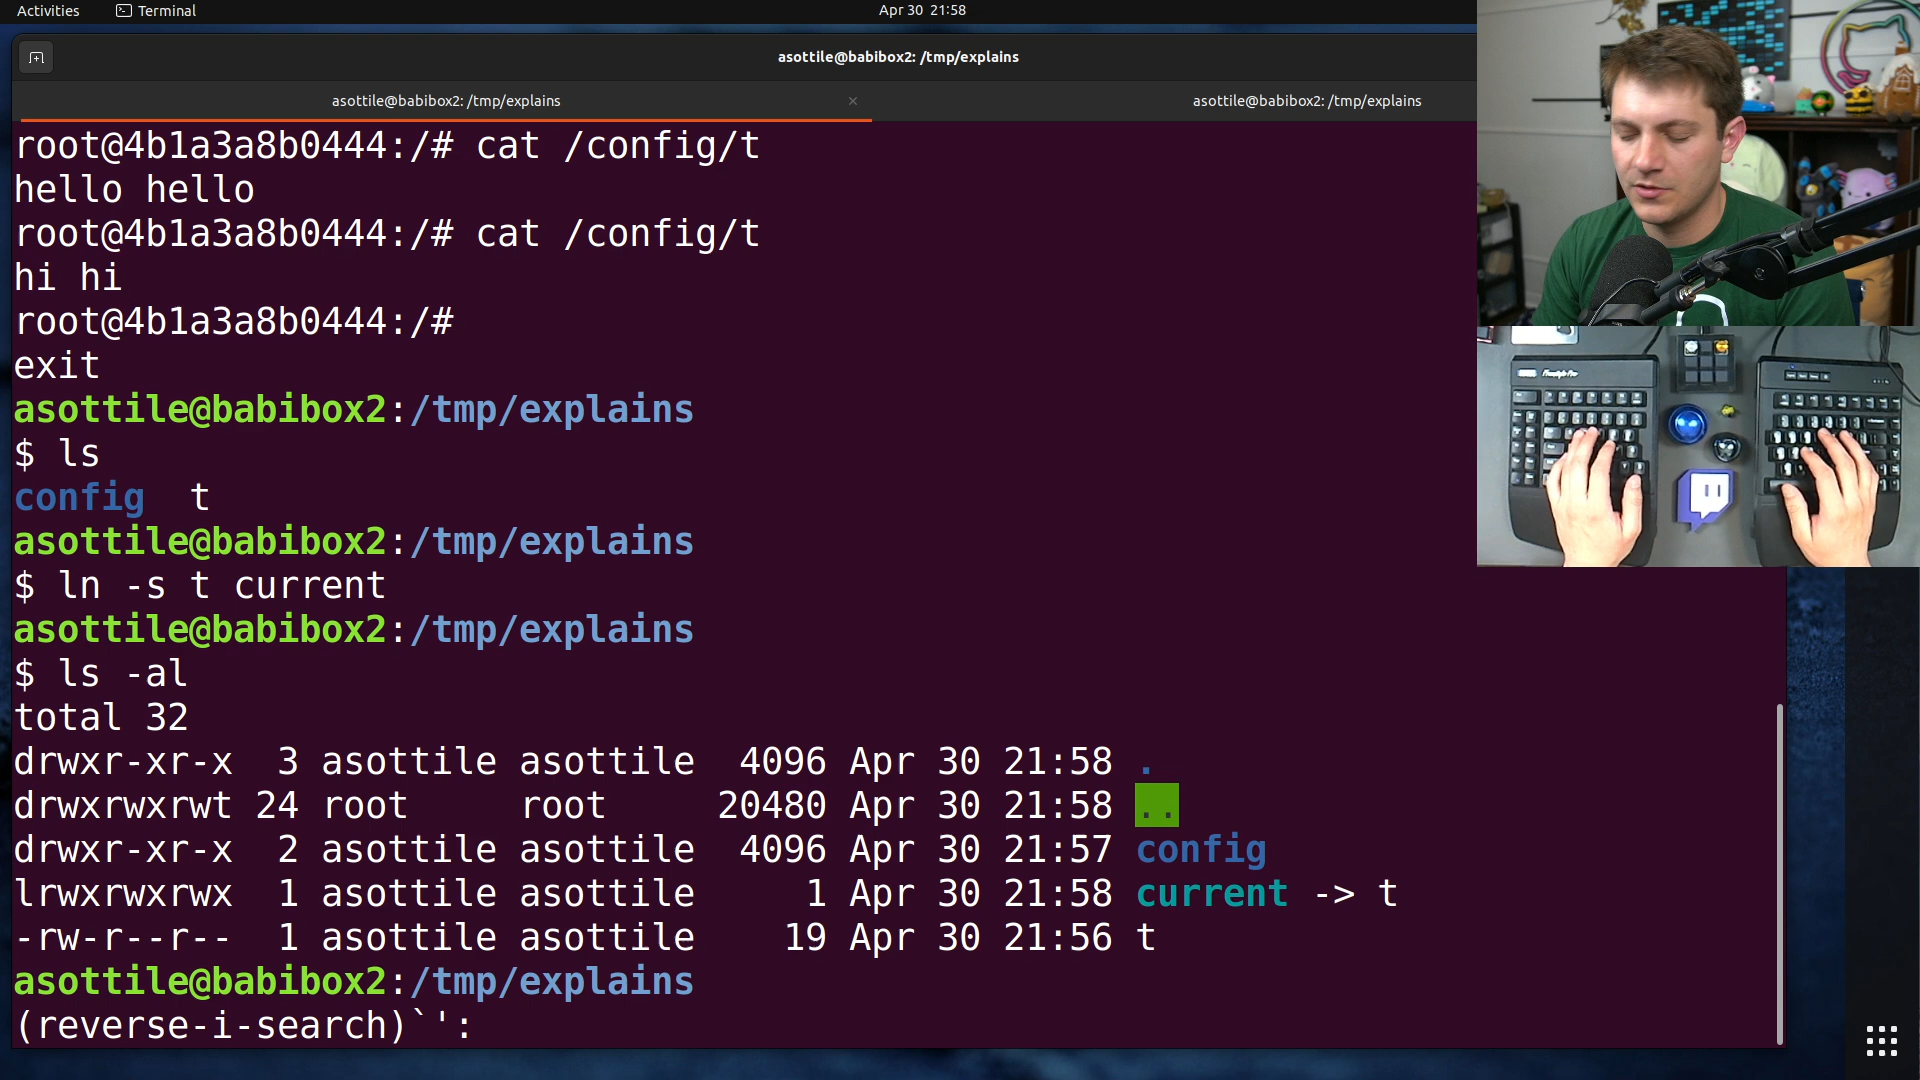 Activities
Terminal
Apr 30 21:58
asottile@babibox2: /tmp/explains
asottile@babibox2: /tmp/explains ×
asottile@babibox2: /tmp/explains
root@4b1a3a8b0444:/# cat /config/t
hello hello
root@4b1a3a8b0444:/# cat /config/t
hi hi
root@4b1a3a8b0444:/#
exit
asottile@babibox2:/tmp/explains
$ ls
config  t
asottile@babibox2:/tmp/explains
$ ln -s t current
asottile@babibox2:/tmp/explains
$ ls -al
total 32
drwxr-xr-x  3 asottile asottile  4096 Apr 30 21:58 .
drwxrwxrwt 24 root     root     20480 Apr 30 21:58 ..
drwxr-xr-x  2 asottile asottile  4096 Apr 30 21:57 config
lrwxrwxrwx  1 asottile asottile     1 Apr 30 21:58 current -> t
-rw-r--r--  1 asottile asottile    19 Apr 30 21:56 t
asottile@babibox2:/tmp/explains
(reverse-i-search)`':